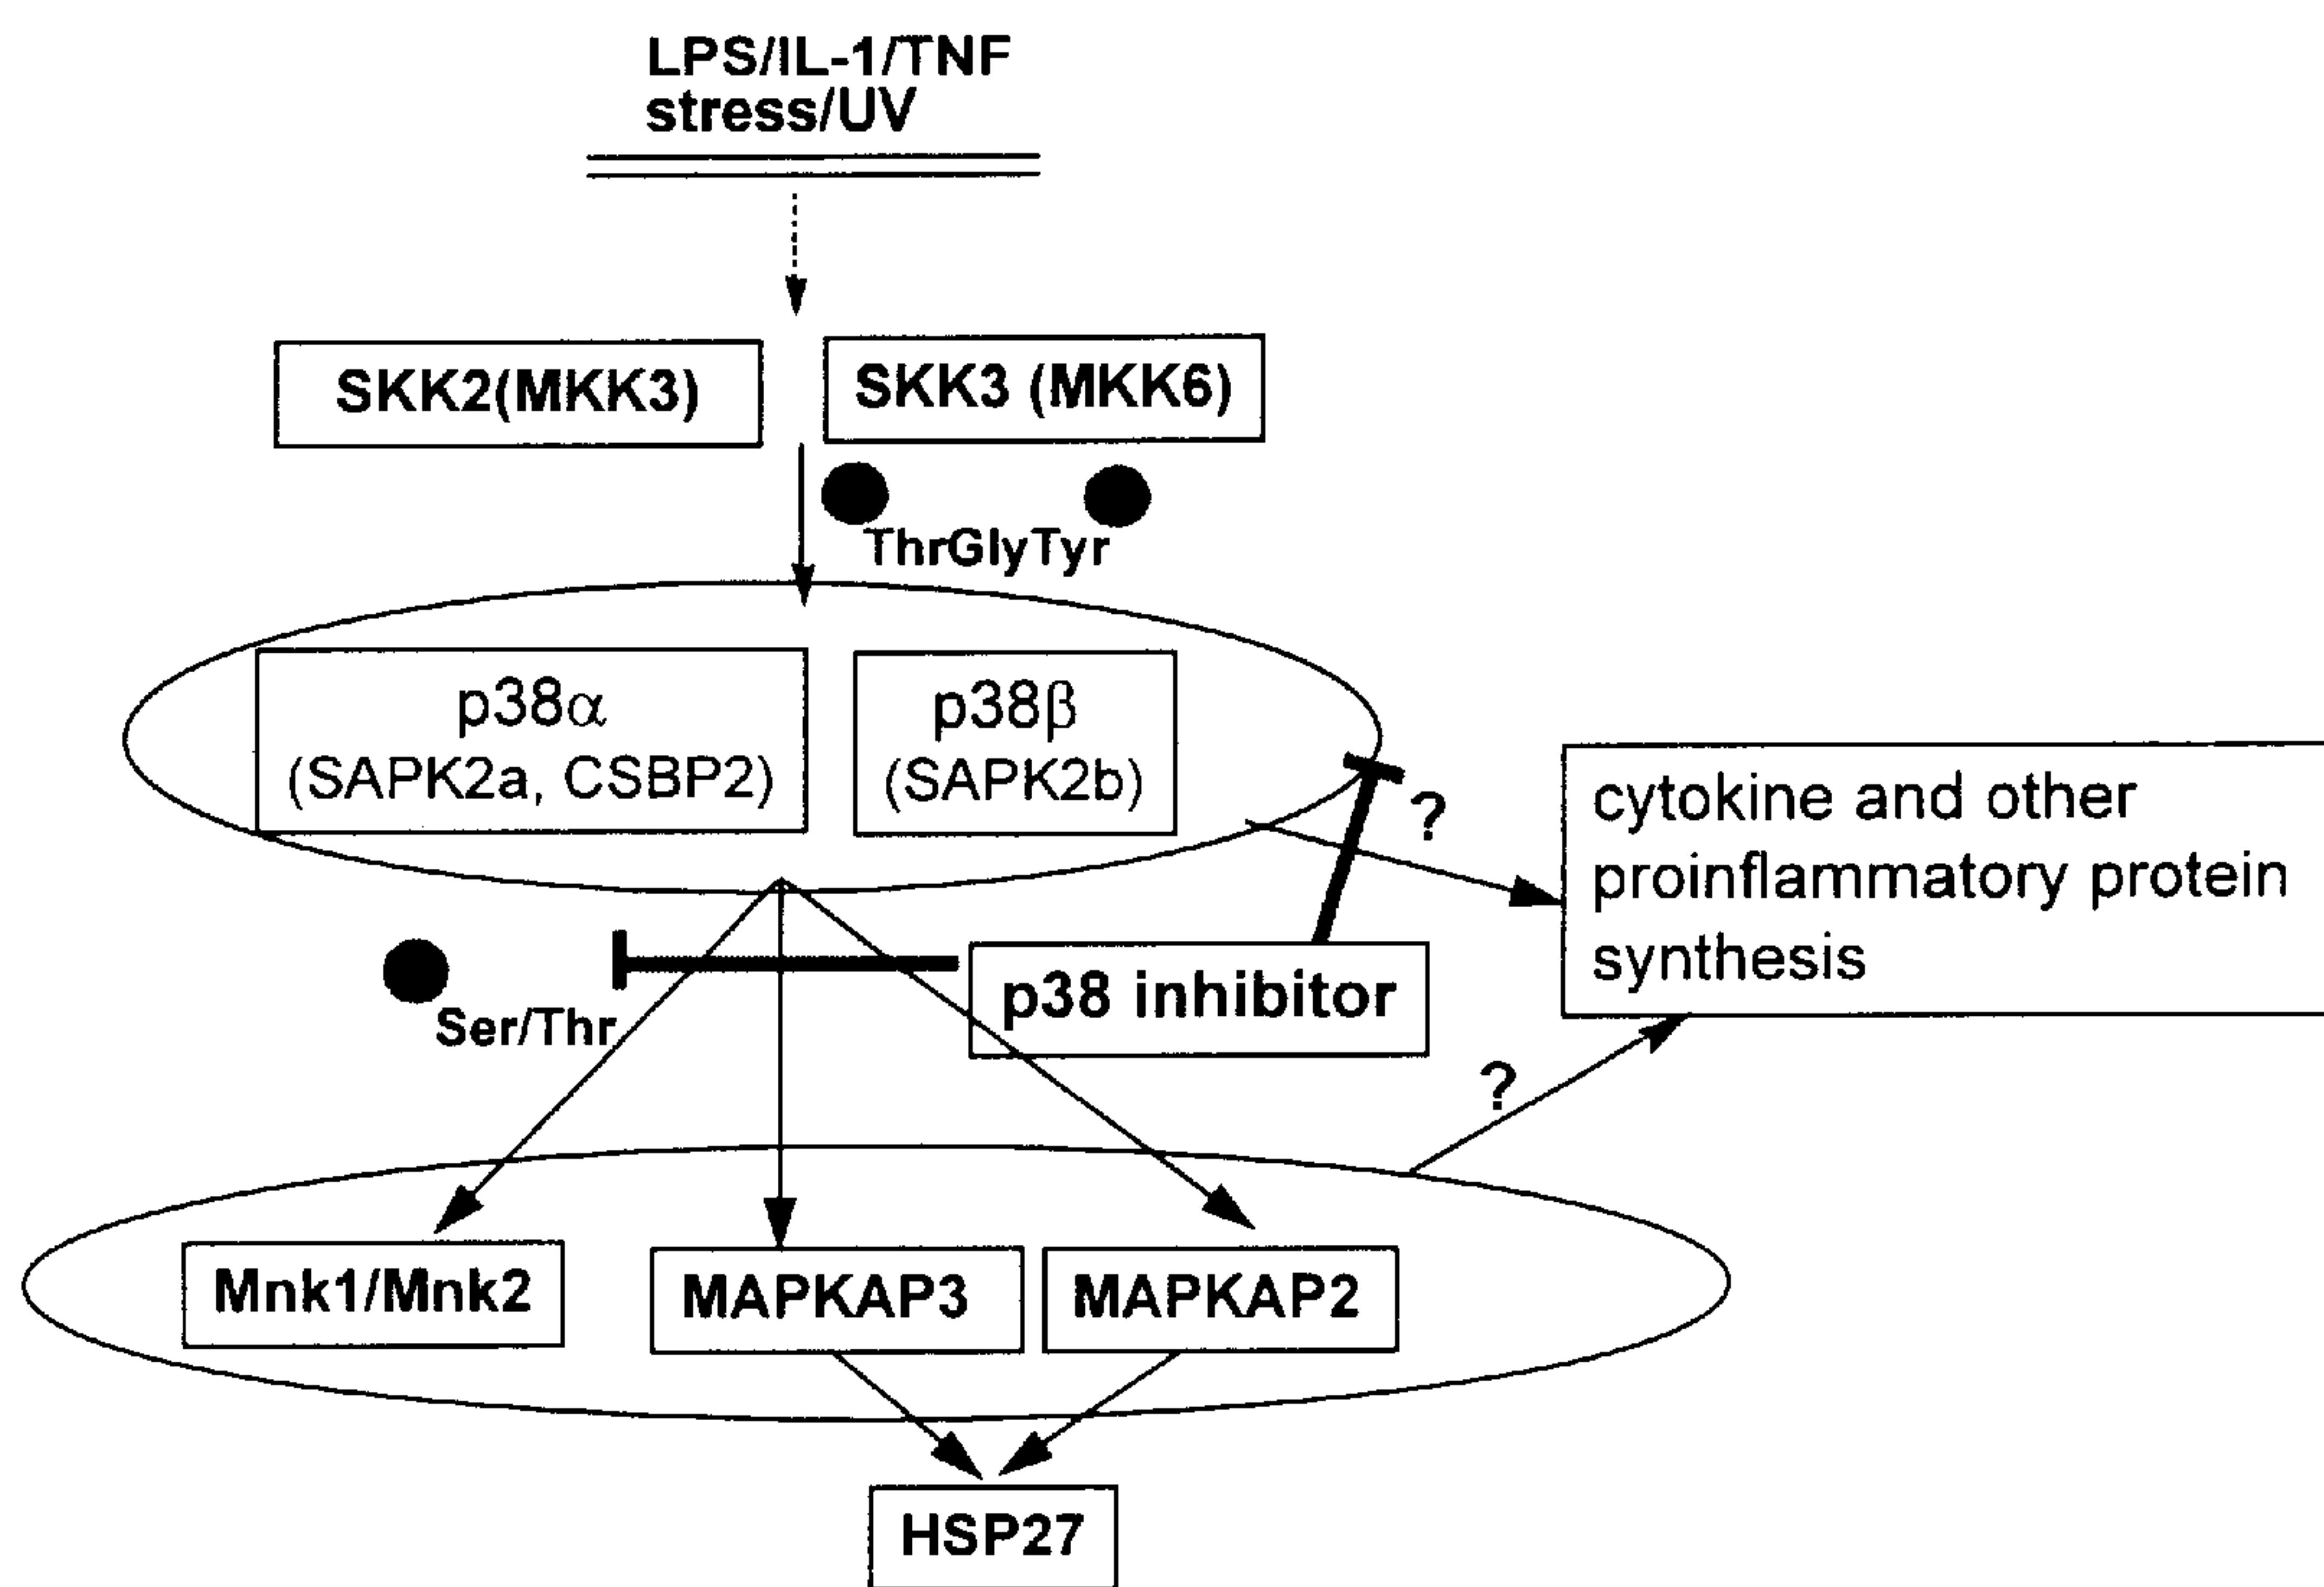 LPS/IL-1/TNF
stress/UV
SKK2(MKK3)
SKK3 (MKK6)
ThrGlyTyr
p38α
(SAPK2a, CSBP2)
p38β
(SAPK2b)
?
cytokine and other
proinflammatory protein
synthesis
p38 inhibitor
Ser/Thr
?
Mnk1/Mnk2
MAPKAP3
MAPKAP2
HSP27